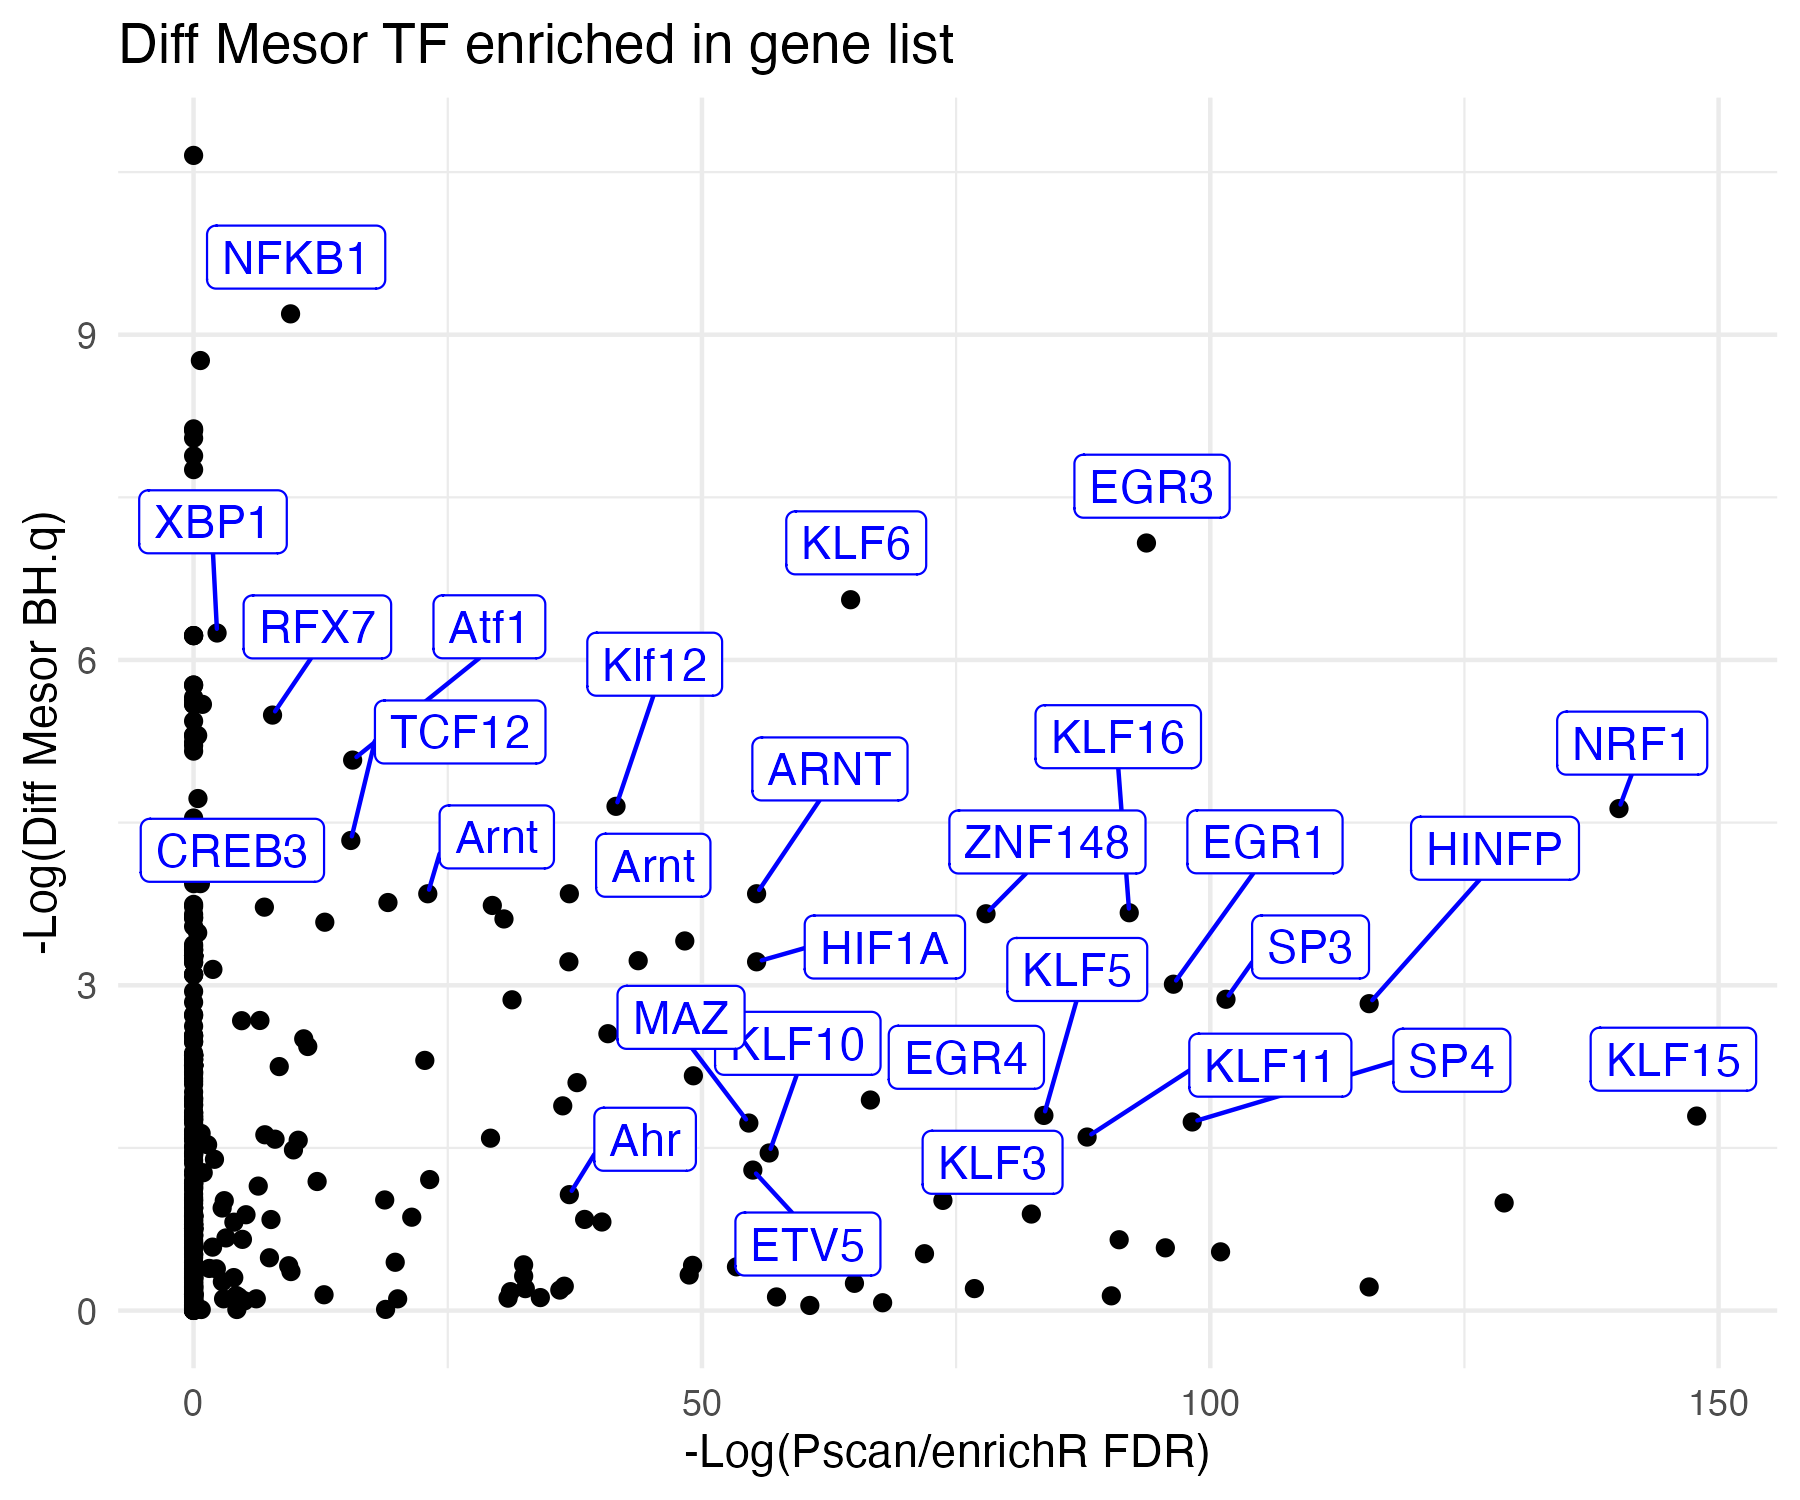 Diff Mesor TF enriched in gene list
NFKB1
EGR3
XBP1
KLF6
RFX7
Atf1
Klf12
TCF12
KLF16
NRF1
ARNT
Arnt
ZNF148
EGR1
HINFP
CREB3
Arnt
HIF1A
SP3
KLF5
MAZ
KLF10
EGR4
KLF11
SP4
KLF15
Ahr
KLF3
ETV5
9
6
3
0
-Log(Diff Mesor BH.q)
0
50
100
150
-Log(Pscan/enrichR FDR)